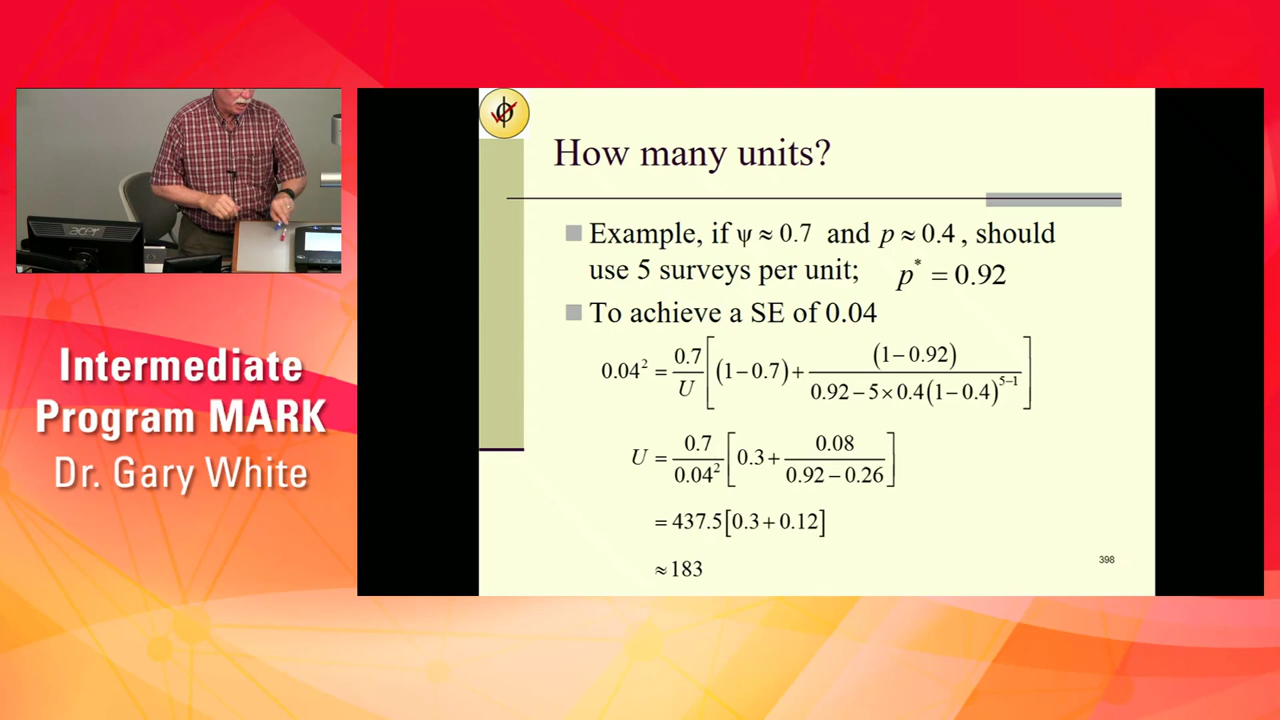 acer
Intermediate
Program MARK
Dr. Gary White
How many units?
Example, if ψ ≈ 0.7 and p ≈ 0.4, should
use 5 surveys per unit; p* = 0.92
To achieve a SE of 0.04
0.04² = 0.7/U [(1−0.7) + (1−0.92)/(0.92−5×0.4(1−0.4)^(5−1))]
U = 0.7/0.04² [0.3 + 0.08/(0.92−0.26)]
= 437.5[0.3+0.12]
≈ 183
398